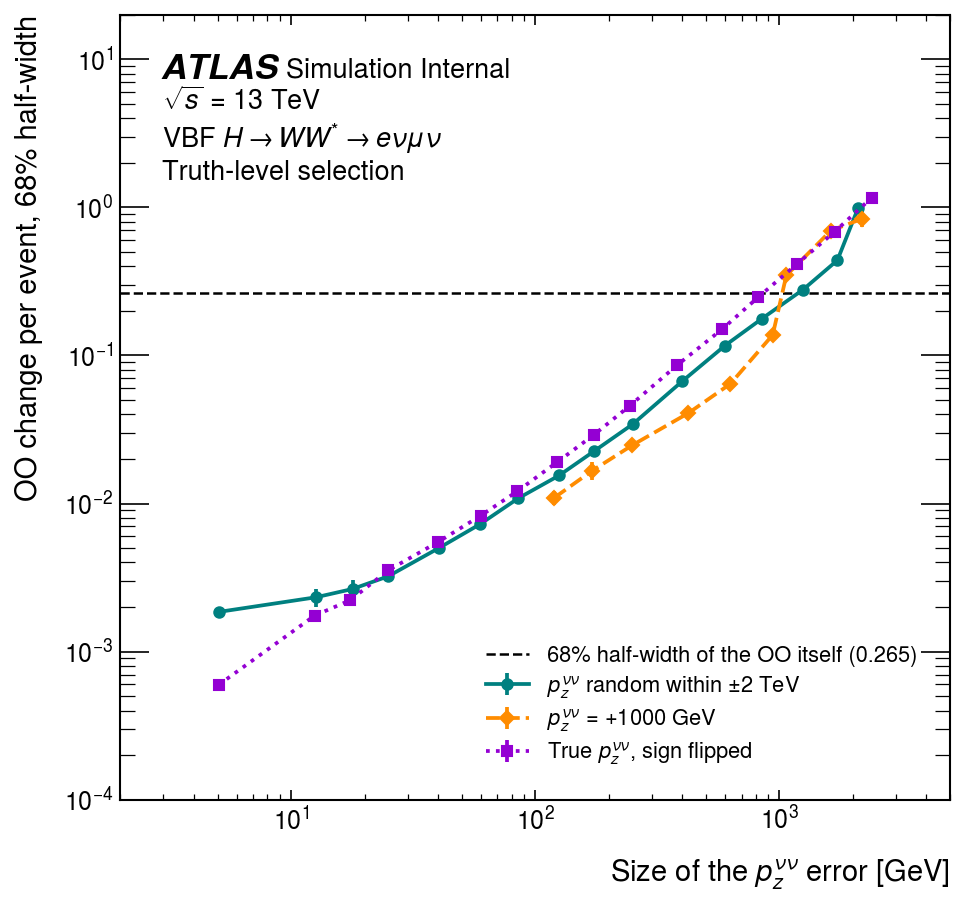 ATLAS Simulation Internal
√s = 13 TeV
VBF H → WW* → eνμν
Truth-level selection
OO change per event, 68% half-width
10¹
10⁰
10⁻¹
10⁻²
10⁻³
10⁻⁴
68% half-width of the OO itself (0.265)
p_z^νν random within ±2 TeV
p_z^νν = +1000 GeV
True p_z^νν, sign flipped
10¹ 10² 10³
Size of the p_z^νν error [GeV]